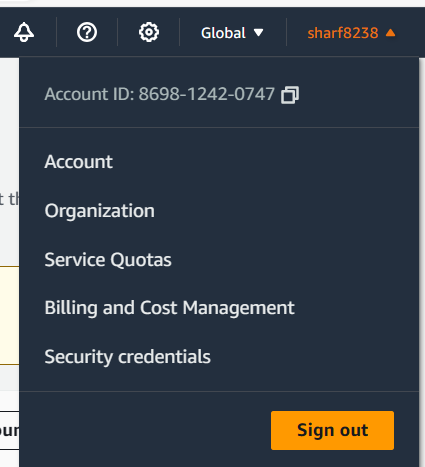 Global sharf8238
Account ID: 8698-1242-0747
Account
Organization
Service Quotas
Billing and Cost Management
Security credentials
Sign out